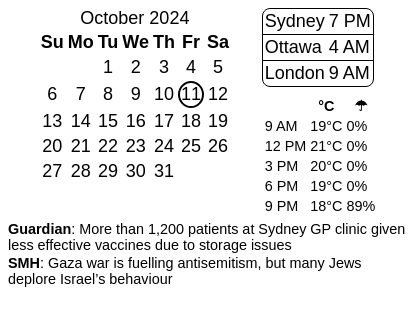 October 2024
Su Mo Tu We Th Fr Sa
1 2 3 4 5
6 7 8 9 10 11 12
13 14 15 16 17 18 19
20 21 22 23 24 25 26
27 28 29 30 31
Sydney 7 PM
Ottawa 4 AM
London 9 AM
°C ☂
9 AM 19°C 0%
12 PM 21°C 0%
3 PM 20°C 0%
6 PM 19°C 0%
9 PM 18°C 89%
Guardian: More than 1,200 patients at Sydney GP clinic given
less effective vaccines due to storage issues
SMH: Gaza war is fuelling antisemitism, but many Jews
deplore Israel’s behaviour